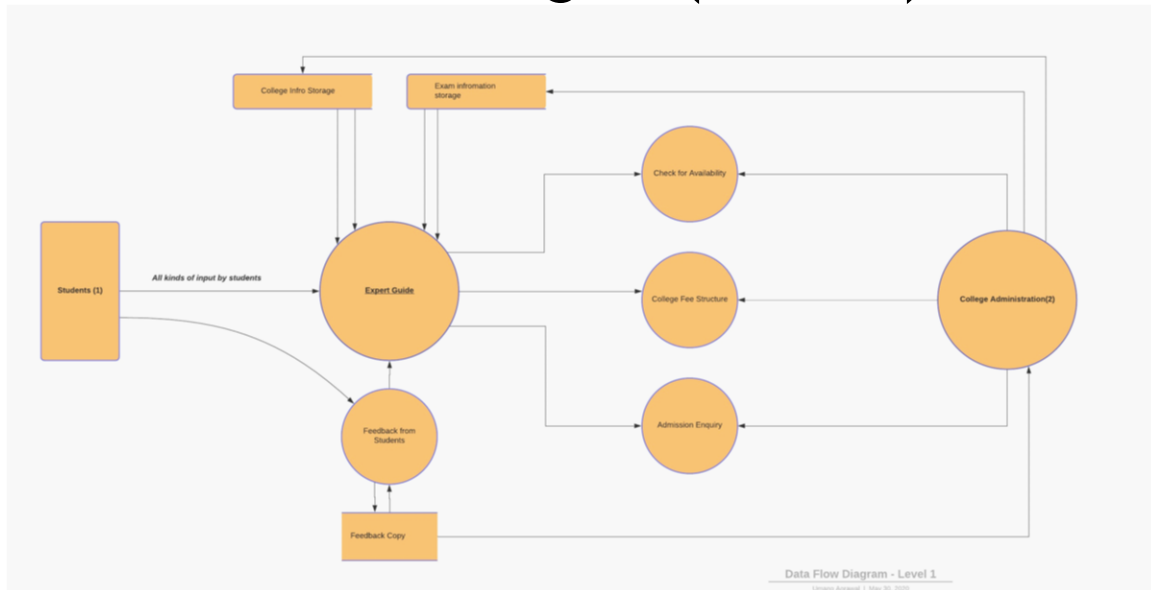 College Infro Storage
Exam infromation
storage
Check for Availability
All kinds of input by students
Students (1)
Expert Guide
College Fee Structure
College Administration(2)
Feedback from
Students
Admission Enquiry
Feedback Copy
Data Flow Diagram - Level 1